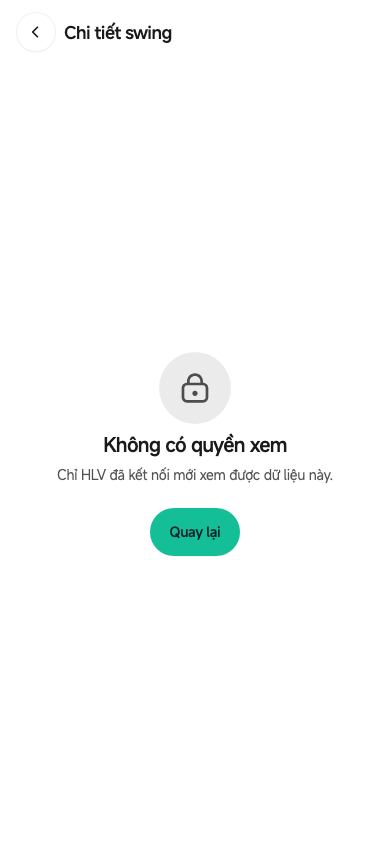 Chi tiết swing
Không có quyền xem
Chỉ HLV đã kết nối mới xem được dữ liệu này.
Quay lại